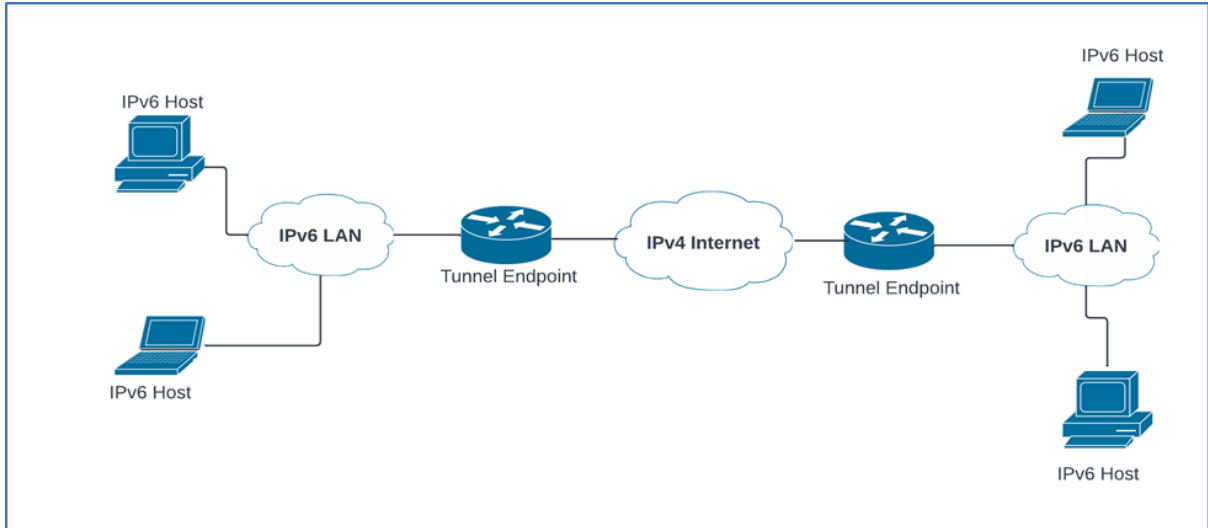 IPv6 Host
IPv6 Host
IPv6 LAN
IPv4 Internet
IPv6 LAN
Tunnel Endpoint
Tunnel Endpoint
IPv6 Host
IPv6 Host